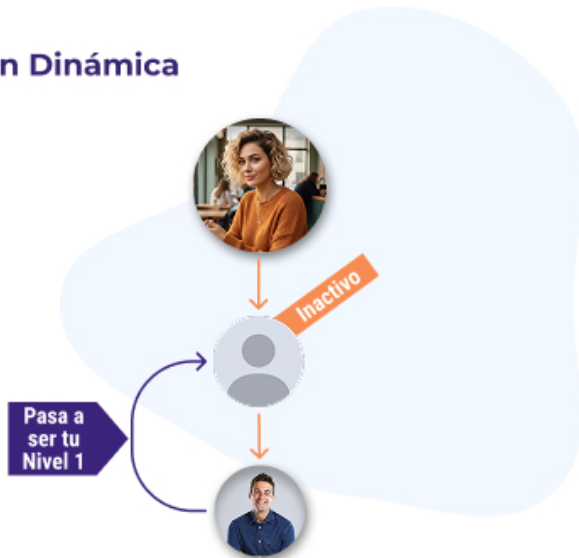 n Dinámica
Inactivo
Pasa a
ser tu
Nivel 1